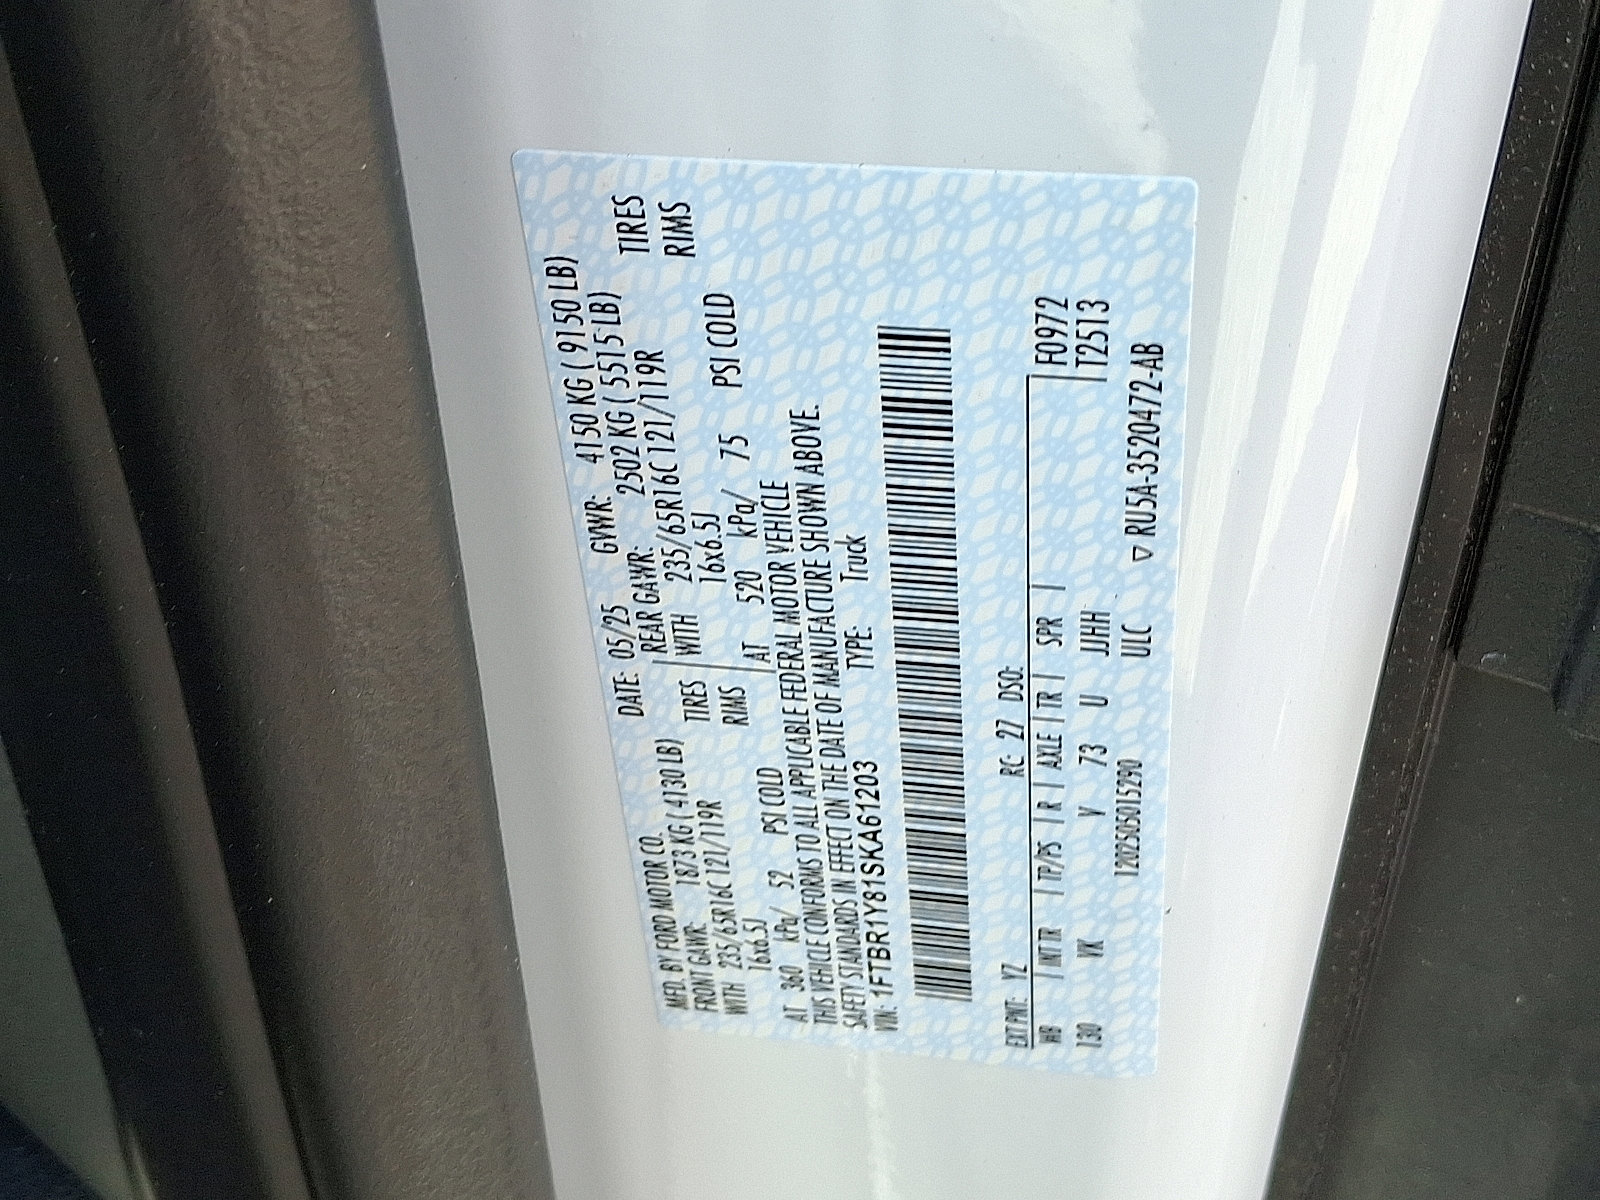 MFD. BY FORD MOTOR CO. DATE: 05/25 GVWR: 4150 KG ( 9150 LB)
FRONT GAWR: 1873 KG ( 4130 LB) REAR GAWR: 2502 KG ( 5515 LB)
WITH 235/65R16C 121/119R TIRES WITH 235/65R16C 121/119R TIRES
16x6.5J RIMS 16x6.5J RIMS
AT 360 kPa/ 52 PSI COLD AT 520 kPa/ 75 PSI COLD
THIS VEHICLE CONFORMS TO ALL APPLICABLE FEDERAL MOTOR VEHICLE
SAFETY STANDARDS IN EFFECT ON THE DATE OF MANUFACTURE SHOWN ABOVE.
VIN: 1FTBR1Y81SKA61203 TYPE: Truck
EXT PNT: YZ RC: 27 DSO: F0972
WB | INT TR | TP/PS | R | AXLE | TR | SPR | T2513
130 VK V 73 U JJHH
120250501529​0 ULC ▽ RU5A-3520472-AB